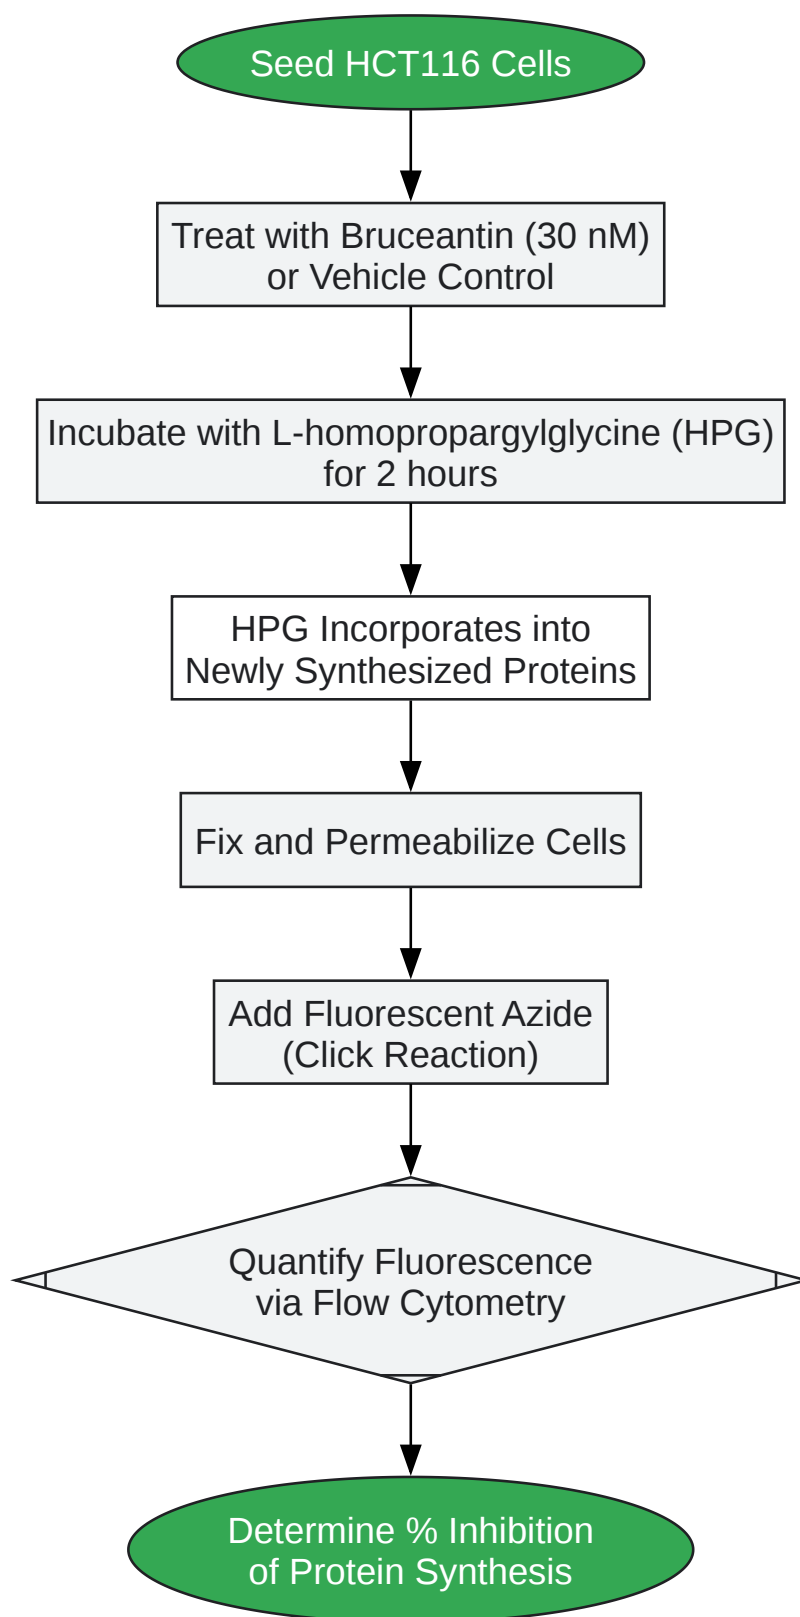 Seed HCT116 Cells
Treat with Bruceantin (30 nM)
or Vehicle Control
Incubate with L-homopropargylglycine (HPG)
for 2 hours
HPG Incorporates into
Newly Synthesized Proteins
Fix and Permeabilize Cells
Add Fluorescent Azide
(Click Reaction)
Quantify Fluorescence
via Flow Cytometry
Determine % Inhibition
of Protein Synthesis